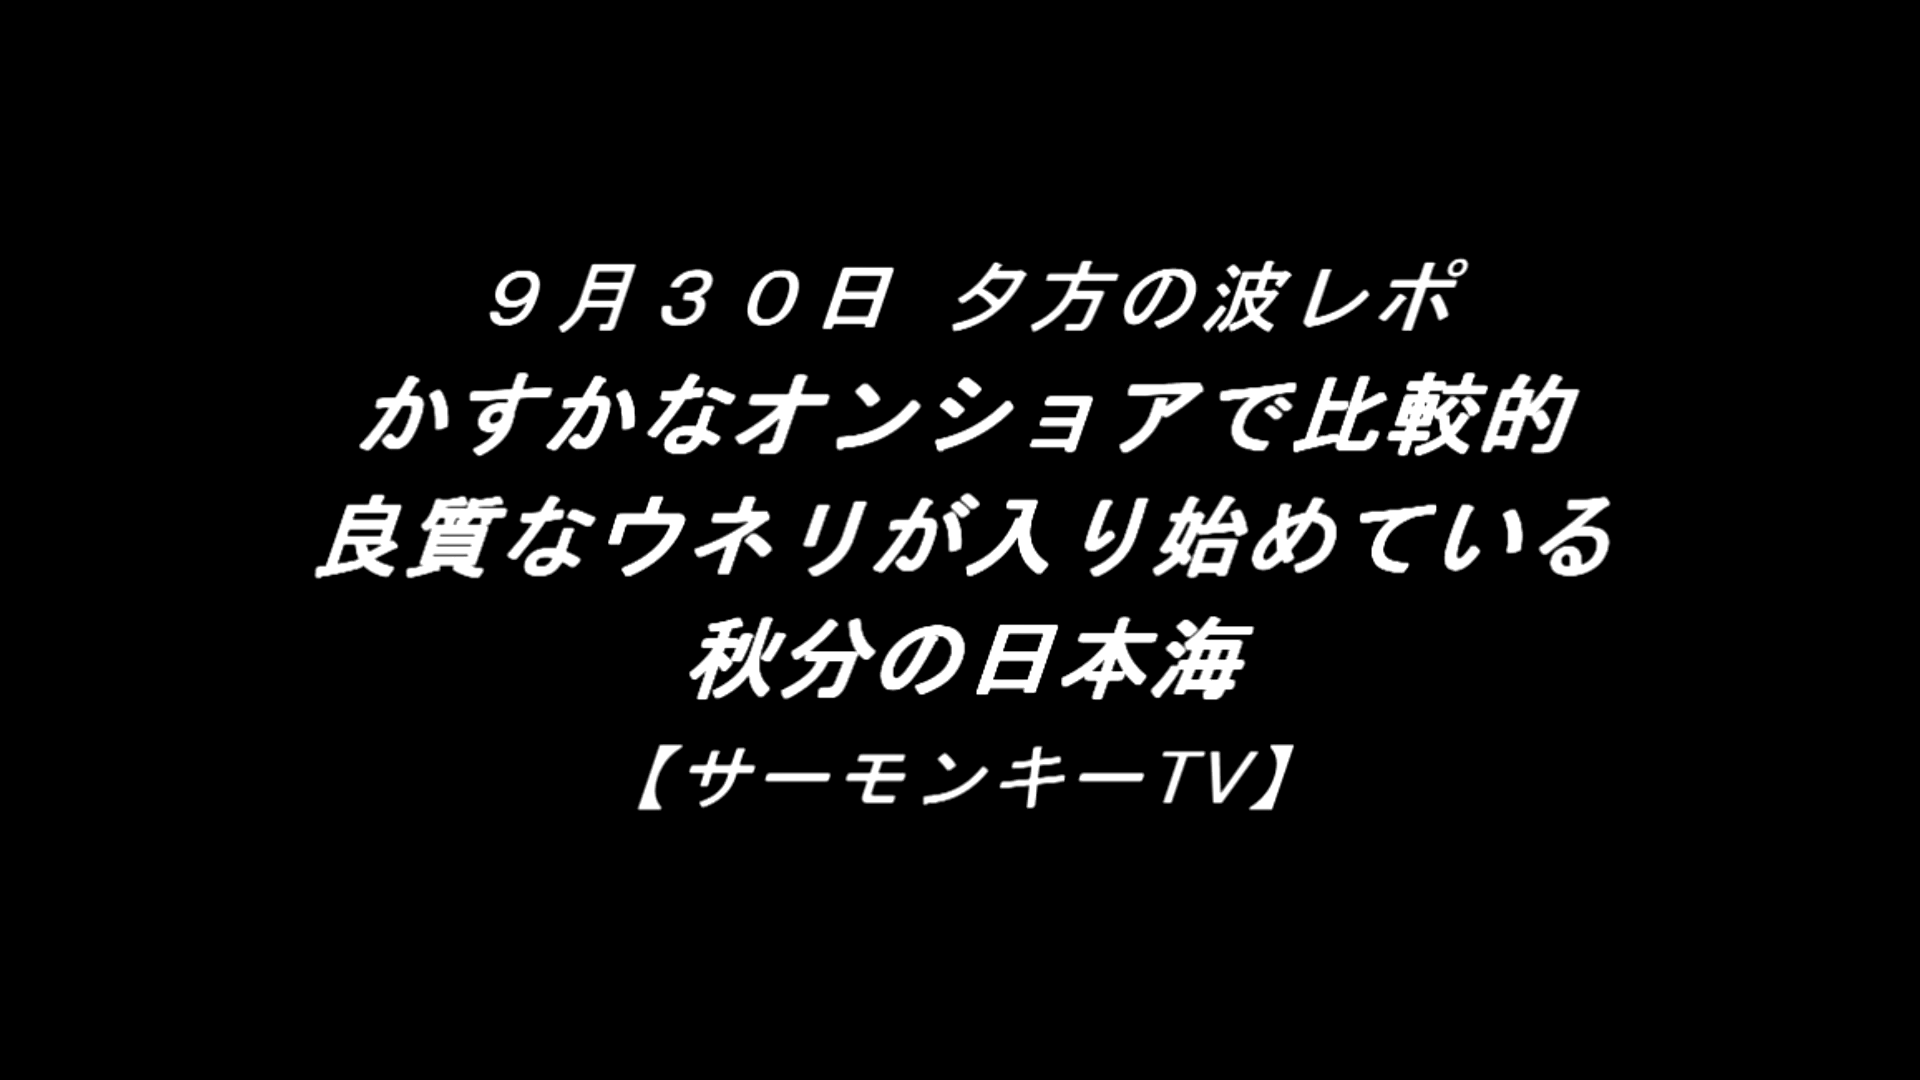 ９月３０日 夕方の波レポ
かすかなオンショアで比較的
良質なウネリが入り始めている
秋分の日本海
【サーモンキーTV】